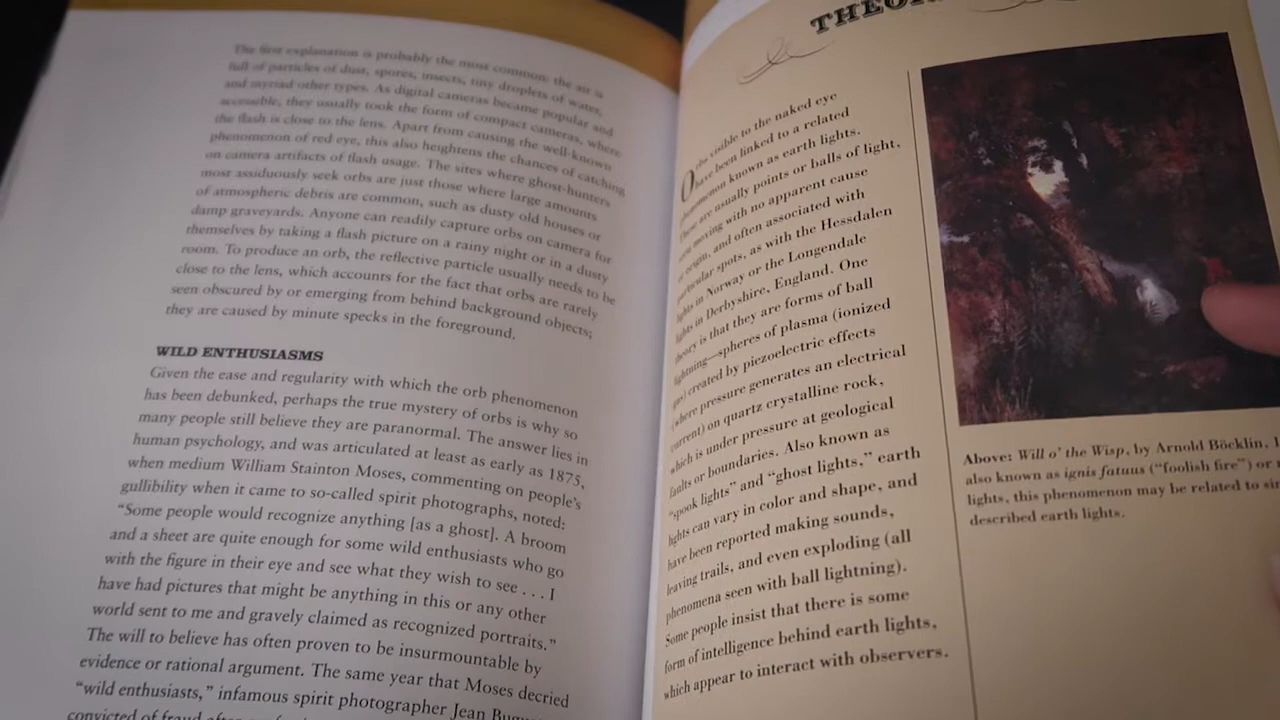 The first explanation is probably the most common: the air is
full of particles of dust, spores, insects, tiny droplets of water,
and myriad other types. As digital cameras became popular and
accessible, they usually took the form of compact cameras, where
the flash is close to the lens. Apart from causing the well-known
phenomenon of red eye, this also heightens the chances of catching
on camera artifacts of flash usage. The sites where ghost-hunters
most assiduously seek orbs are just those where large amounts
of atmospheric debris are common, such as dusty old houses or
damp graveyards. Anyone can readily capture orbs on camera for
themselves by taking a flash picture on a rainy night or in a dusty
room. To produce an orb, the reflective particle usually needs to be
close to the lens, which accounts for the fact that orbs are rarely
seen obscured by or emerging from behind background objects;
they are caused by minute specks in the foreground.
WILD ENTHUSIASMS
Given the ease and regularity with which the orb phenomenon
has been debunked, perhaps the true mystery of orbs is why so
many people still believe they are paranormal. The answer lies in
human psychology, and was articulated at least as early as 1875,
when medium William Stainton Moses, commenting on people's
gullibility when it came to so-called spirit photographs, noted:
“Some people would recognize anything [as a ghost]. A broom
and a sheet are quite enough for some wild enthusiasts who go
with the figure in their eye and see what they wish to see . . . I
have had pictures that might be anything in this or any other
world sent to me and gravely claimed as recognized portraits.”
The will to believe has often proven to be insurmountable by
evidence or rational argument. The same year that Moses decried
“wild enthusiasts,” infamous spirit photographer Jean
convicted of fraud
Orbs visible to the naked eye
have been linked to a related
phenomenon known as earth lights.
These are usually points or balls of light,
moving with no apparent cause
or origin, and often associated with
particular spots, as with the Hessdalen
lights in Norway or the Longendale
lights in Derbyshire, England. One
theory is that they are forms of ball
lightning—spheres of plasma (ionized
gas) created by piezoelectric effects
(where pressure generates an electrical
current) on quartz crystalline rock,
which is under pressure at geological
faults or boundaries. Also known as
“spook lights” and “ghost lights,” earth
lights can vary in color and shape, and
have been reported making sounds,
leaving trails, and even exploding (all
phenomena seen with ball lightning).
Some people insist that there is some
form of intelligence behind earth lights,
which appear to interact with observers.
Above: Will o' the Wisp, by Arnold Böcklin,
also known as ignis fatuus (“foolish fire”) or
lights, this phenomenon may be related to
described earth lights.